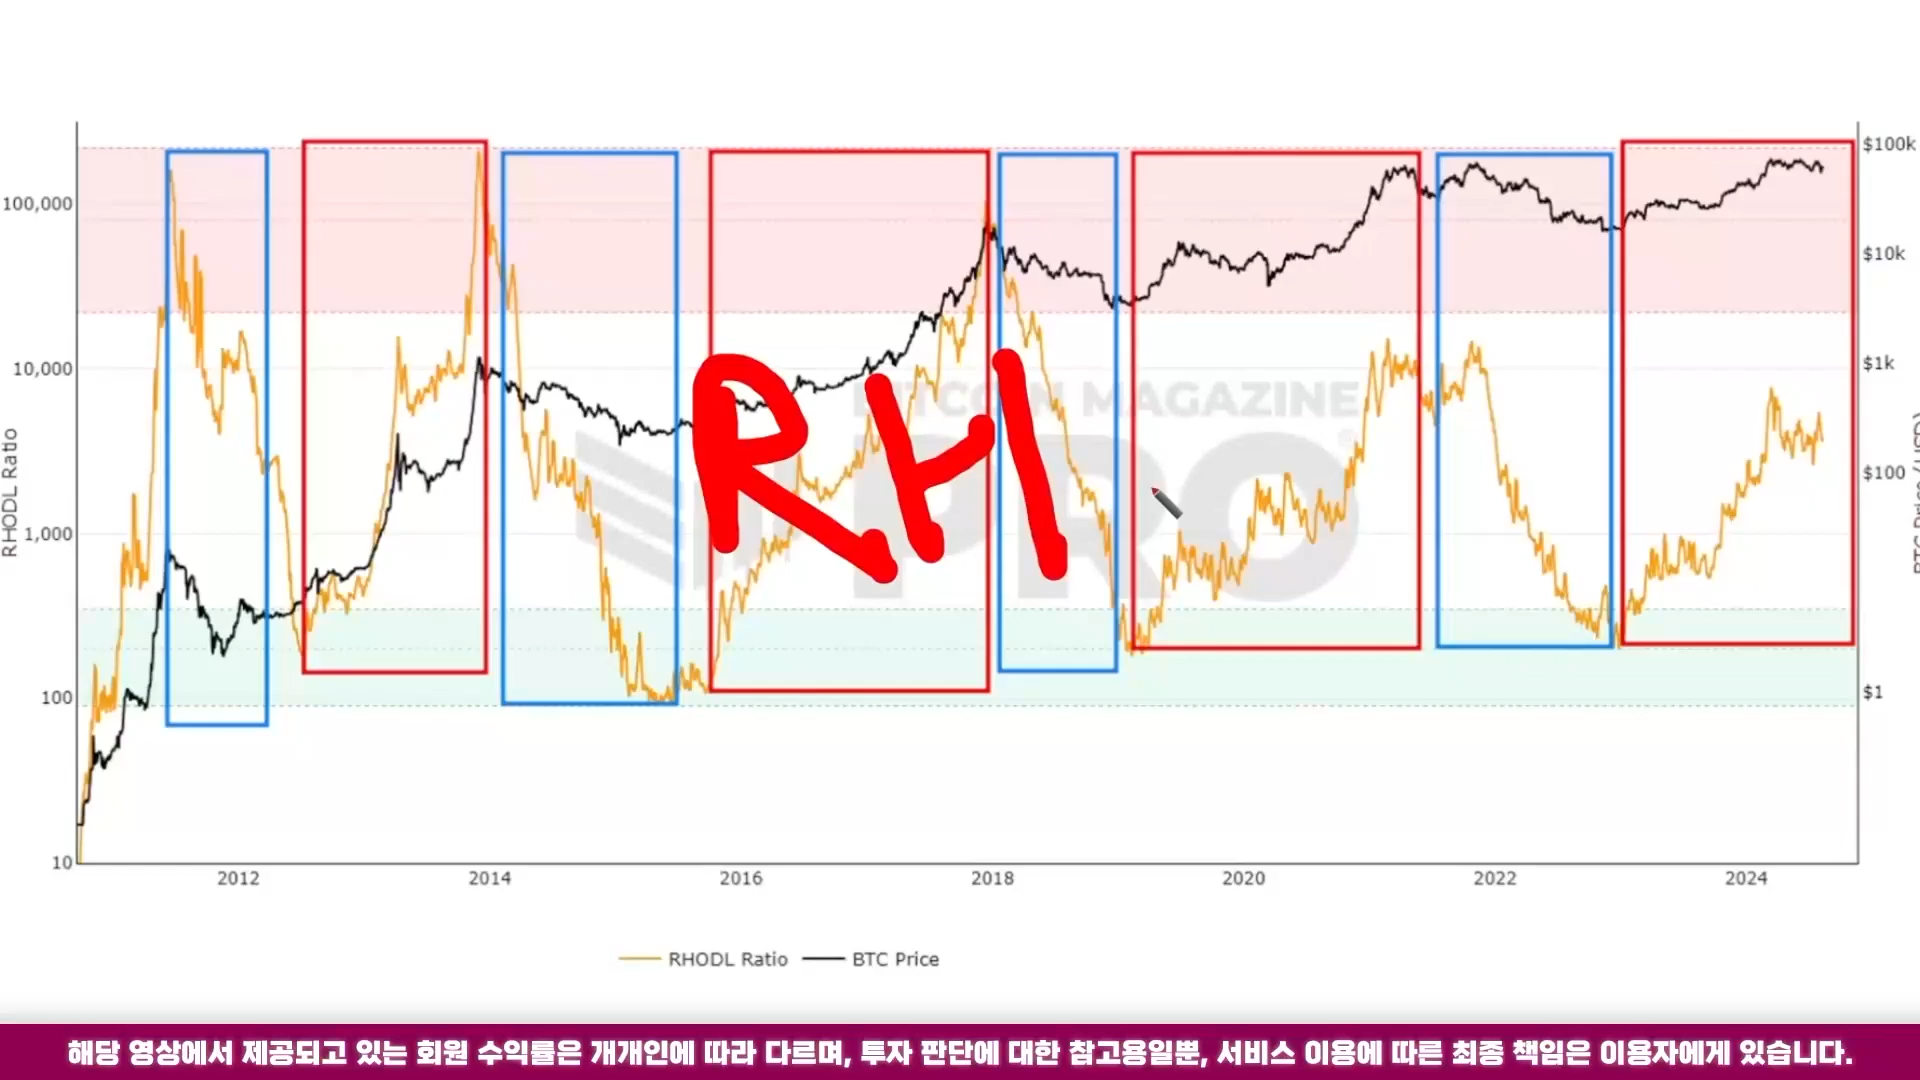 $100k
100,000
$10k
10,000
$1k
BITCOIN MAGAZINE
PRO
RHI
$100
1,000
100
$1
10
RHODL Ratio
2012 2014 2016 2018 2020 2022 2024
RHODL Ratio BTC Price
해당 영상에서 제공되고 있는 회원 수익률은 개개인에 따라 다르며, 투자 판단에 대한 참고용일뿐, 서비스 이용에 따른 최종 책임은 이용자에게 있습니다.